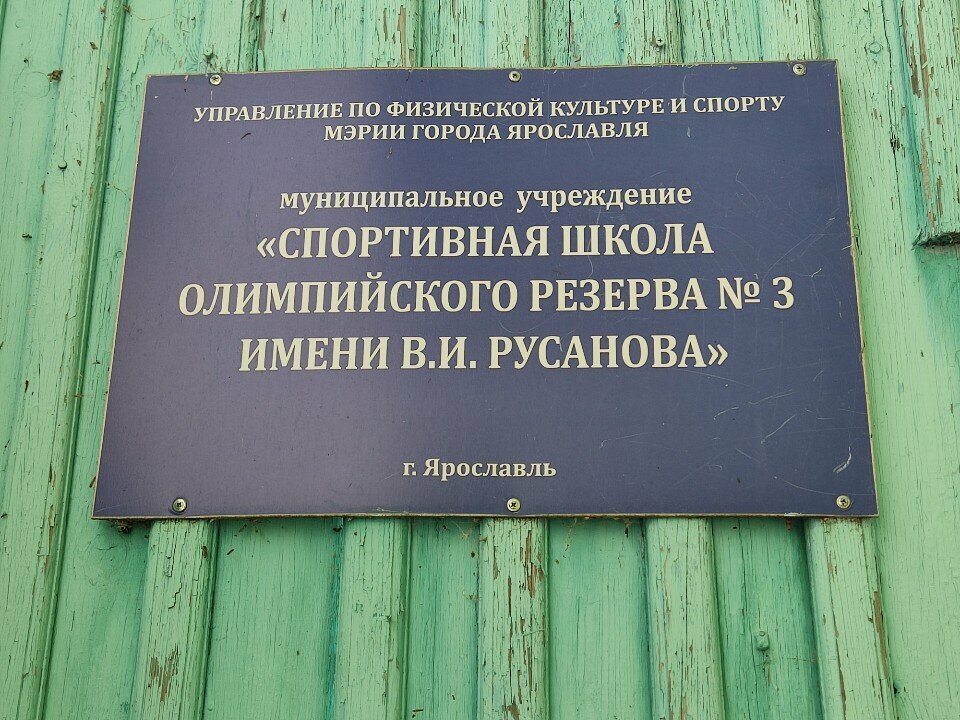 УПРАВЛЕНИЕ ПО ФИЗИЧЕСКОЙ КУЛЬТУРЕ И СПОРТУ
МЭРИИ ГОРОДА ЯРОСЛАВЛЯ
муниципальное учреждение
«СПОРТИВНАЯ ШКОЛА
ОЛИМПИЙСКОГО РЕЗЕРВА № 3
ИМЕНИ В.И. РУСАНОВА»
г. Ярославль